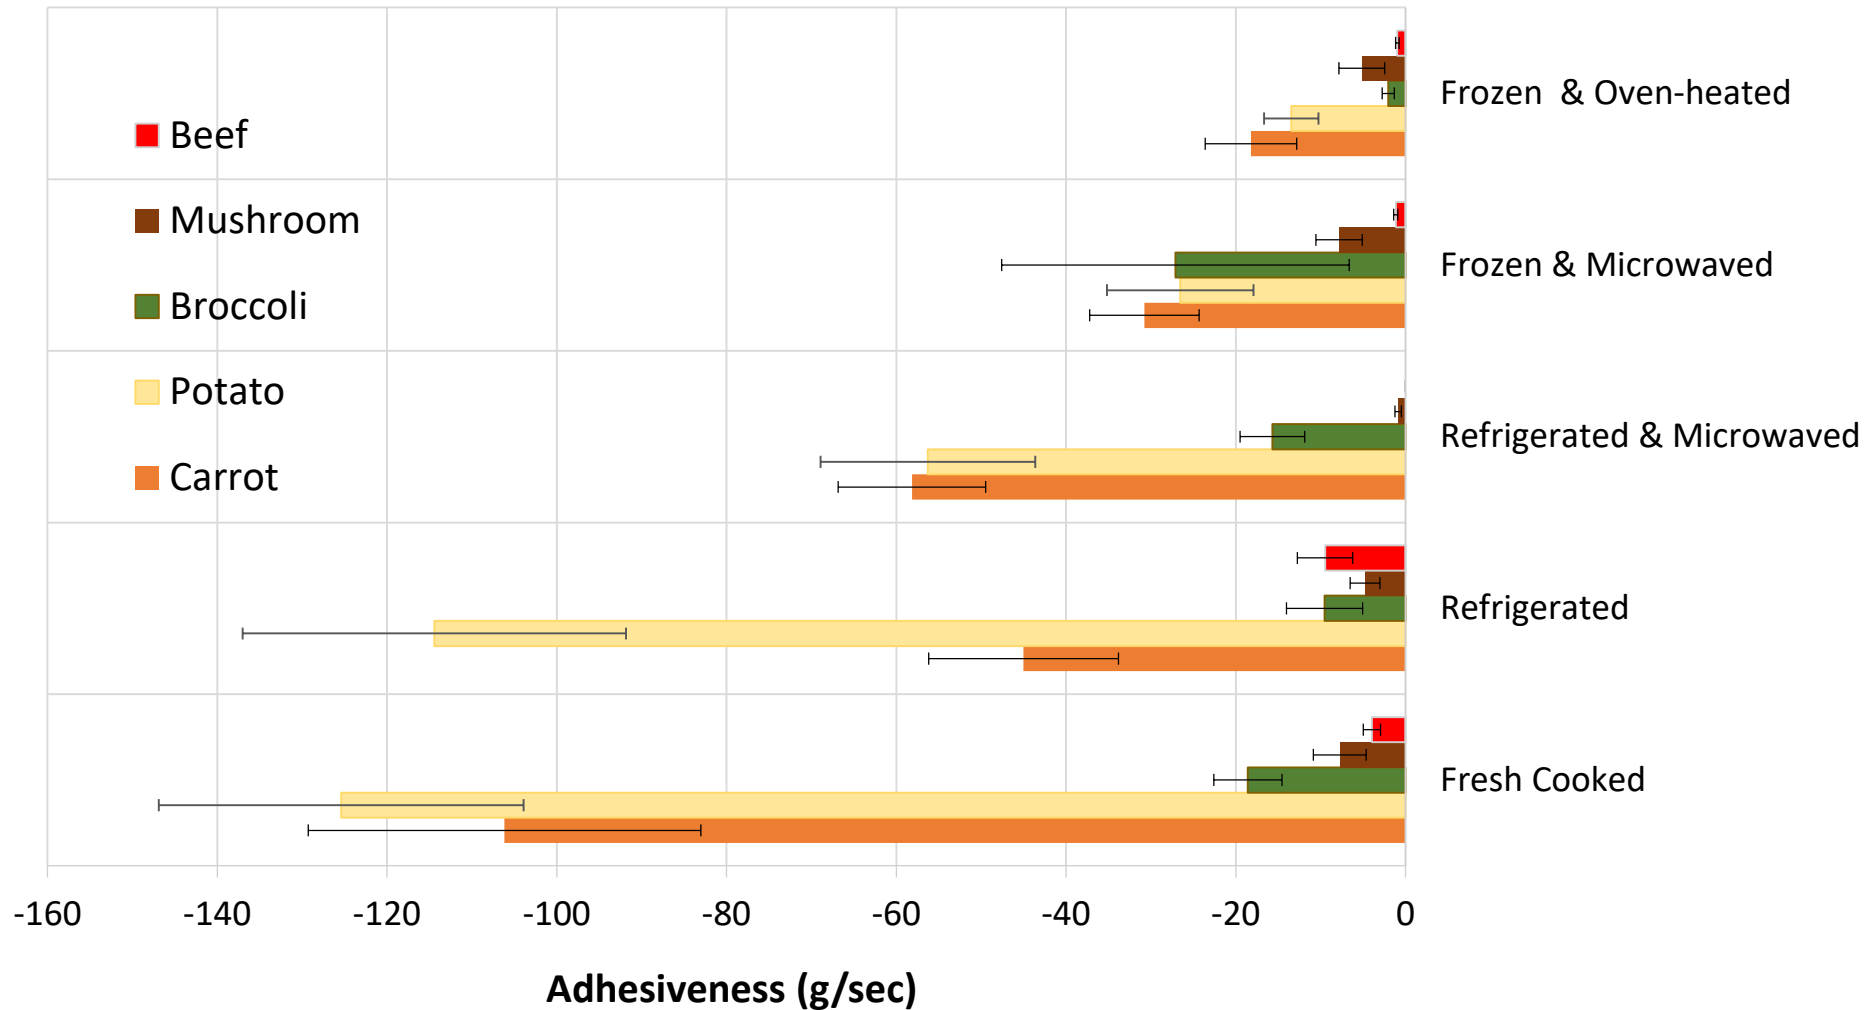 Beef
Mushroom
Broccoli
Potato
Carrot
Frozen  & Oven-heated
Frozen & Microwaved
Refrigerated & Microwaved
Refrigerated
Fresh Cooked
-160 -140 -120 -100 -80 -60 -40 -20 0
Adhesiveness (g/sec)